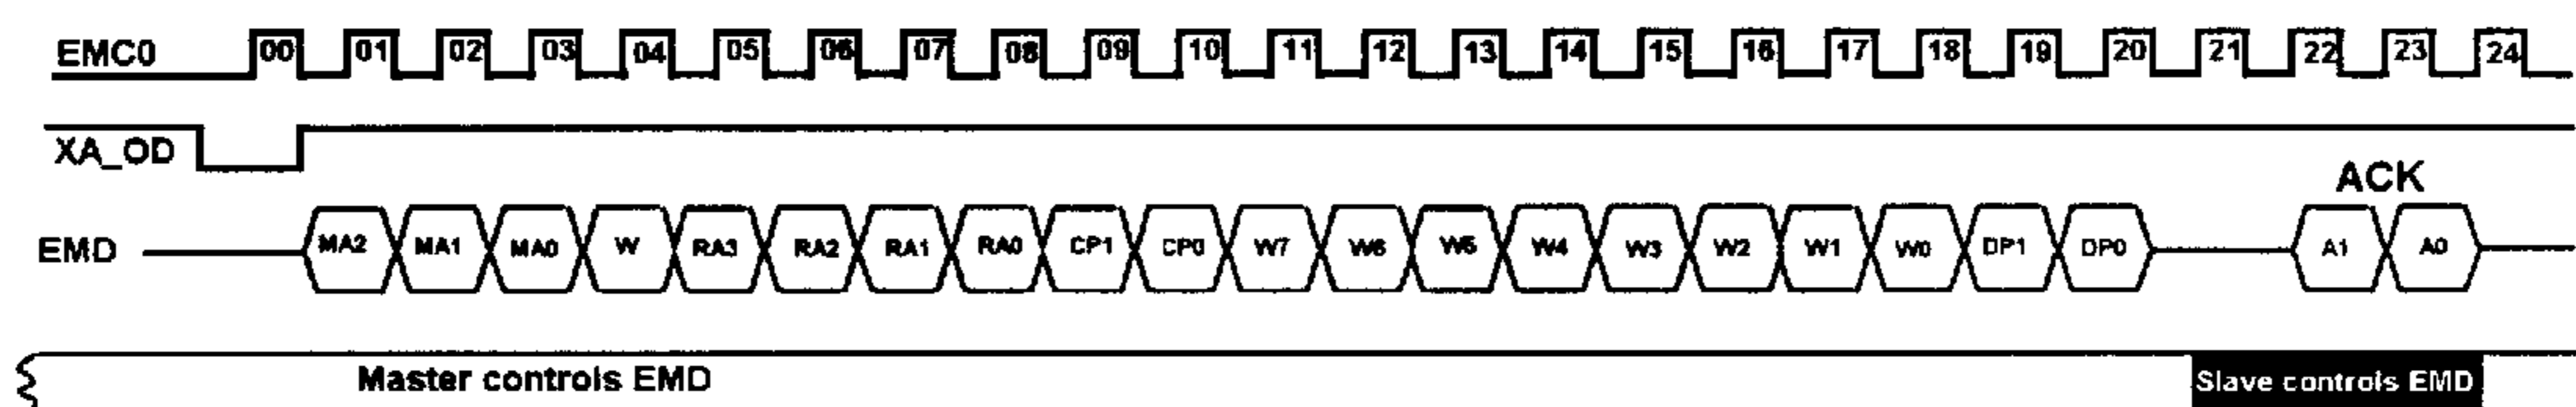 EMC0 00 01 02 03 04 05 06 07 08 09 10 11 12 13 14 15 16 17 18 19 20 21 22 23 24
XA_OD
ACK
EMD MA2 MA1 MA0 W RA3 RA2 RA1 RA0 CP1 CP0 W7 W6 W5 W4 W3 W2 W1 W0 DP1 DP0 A1 A0
Master controls EMD Slave controls EMD